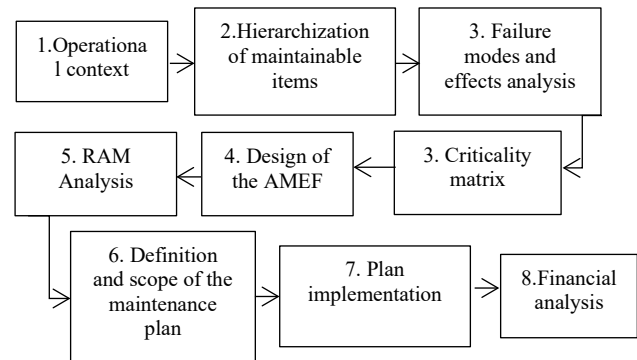 1.Operationa
l context
2.Hierarchization
of maintainable
items
3. Failure
modes and
effects analysis
5. RAM
Analysis
4. Design of
the AMEF
3. Criticality
matrix
6. Definition
and scope of the
maintenance
plan
7. Plan
implementation
8.Financial
analysis